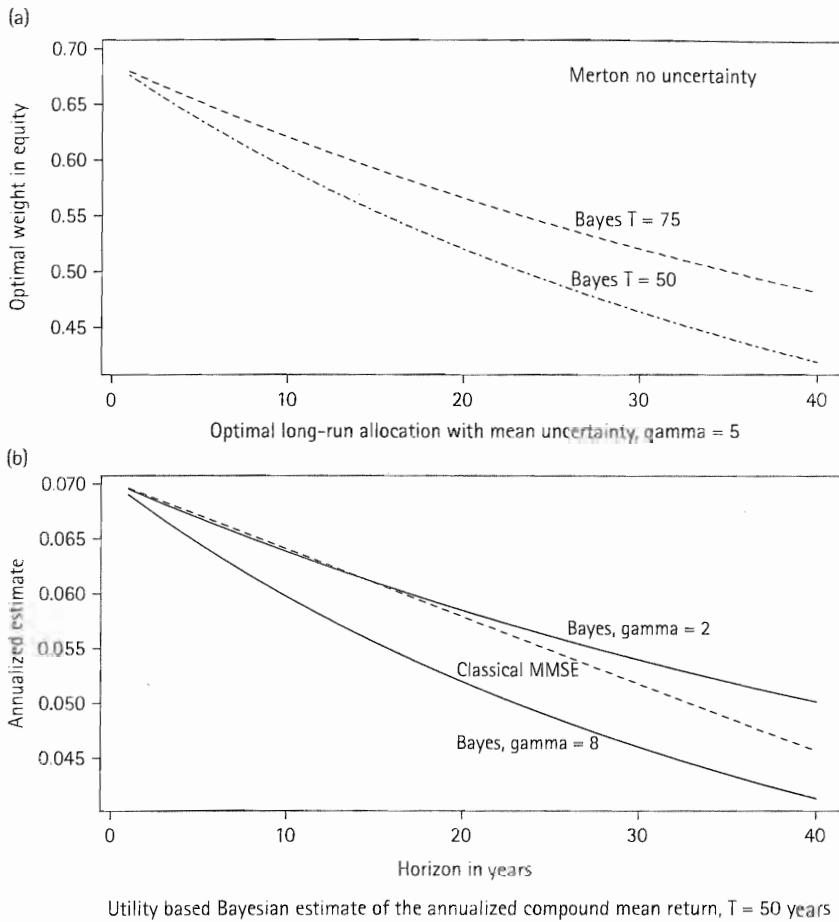 (a)
0.70
0.65
0.60
0.55
0.50
0.45
Optimal weight in equity
Merton no uncertainty
Bayes T = 75
Bayes T = 50
0
10
20
30
40
Optimal long-run allocation with mean uncertainty, gamma = 5
(b)
0.070
0.065
0.060
0.055
0.050
0.045
Annualized estimate
Bayes, gamma = 2
Classical MMSE
Bayes, gamma = 8
0
10
20
30
40
Horizon in years
Utility based Bayesian estimate of the annualized compound mean return, T = 50 years